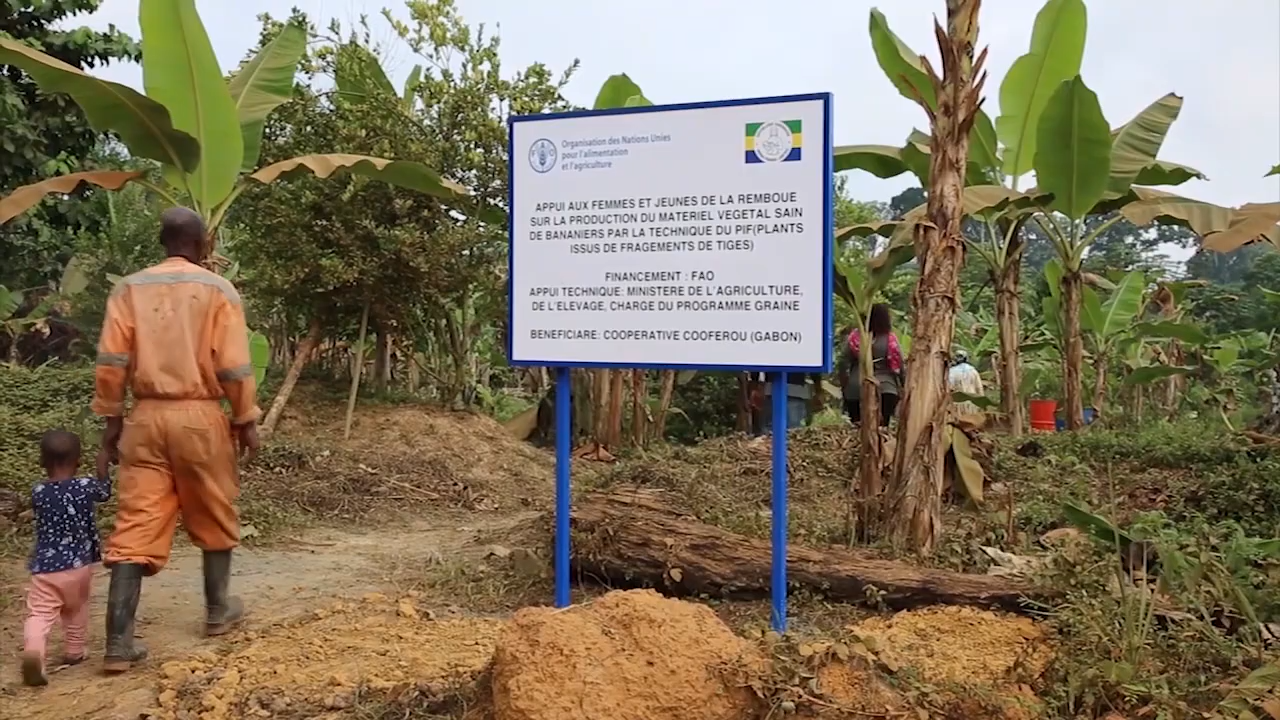 Organisation des Nations Unies
pour l'alimentation
et l'agriculture
FAO
APPUI AUX FEMMES ET JEUNES DE LA REMBOUE
SUR LA PRODUCTION DU MATERIEL VEGETAL SAIN
DE BANANIERS PAR LA TECHNIQUE DU PIF(PLANTS
ISSUS DE FRAGEMENTS DE TIGES)
FINANCEMENT : FAO
APPUI TECHNIQUE: MINISTERE DE L'AGRICULTURE,
DE L'ELEVAGE, CHARGE DU PROGRAMME GRAINE
BENEFICIARE: COOPERATIVE COOFEROU (GABON)